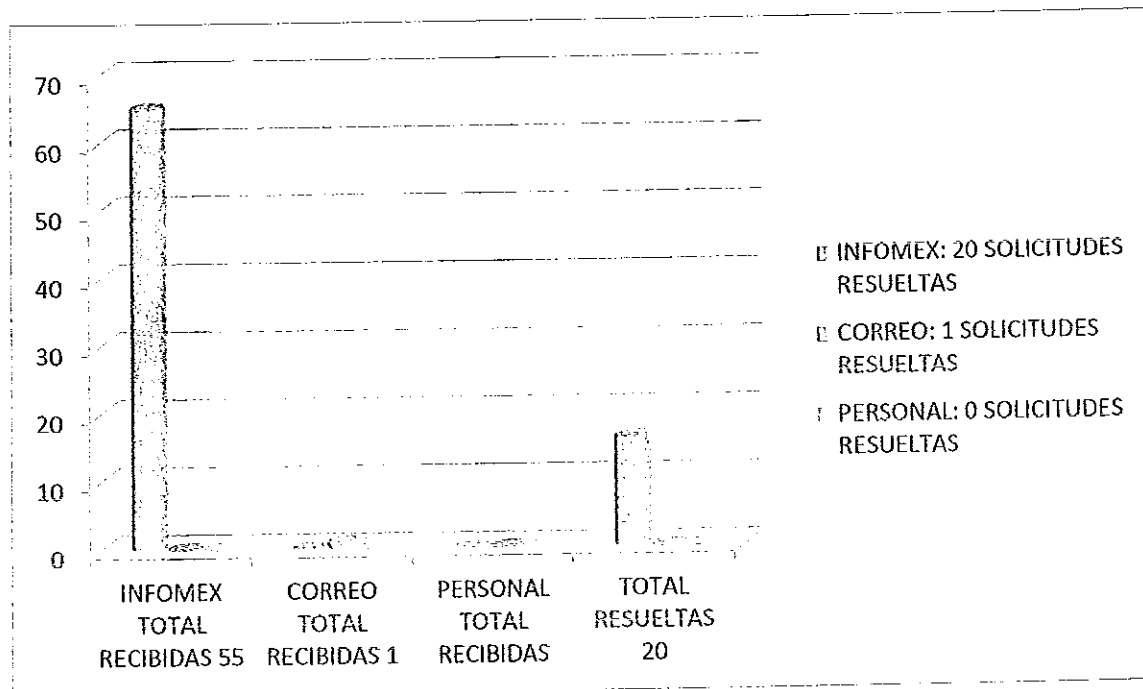 70
60
50
40
30
20
10
0
INFOMEX
TOTAL
RECIBIDAS 55
CORREO
TOTAL
RECIBIDAS 1
PERSONAL
TOTAL
RECIBIDAS
TOTAL
RESUELTAS
20
INFOMEX: 20 SOLICITUDES
RESUELTAS
CORREO: 1 SOLICITUDES
RESUELTAS
PERSONAL: 0 SOLICITUDES
RESUELTAS